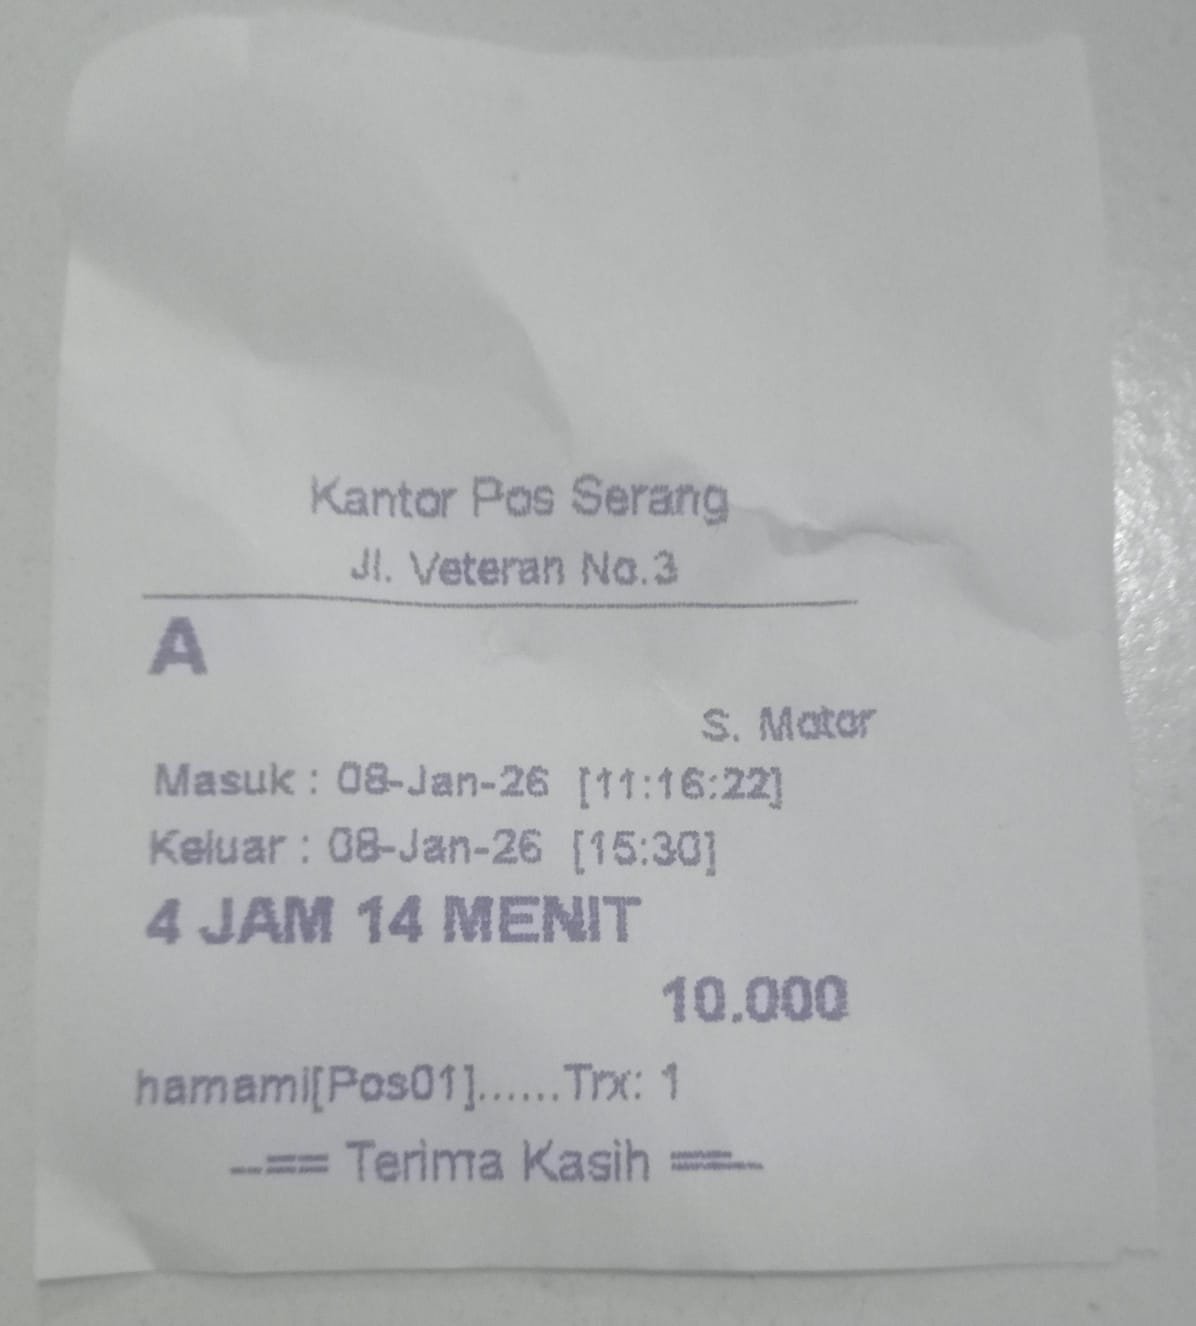 Kantor Pos Serang
Jl. Veteran No.3
A
S. Motor
Masuk : 08-Jan-26 [11:16:22]
Keluar : 08-Jan-26 [15:30]
4 JAM 14 MENIT
10.000
hamami[Pos01]......Trx: 1
--== Terima Kasih ==--